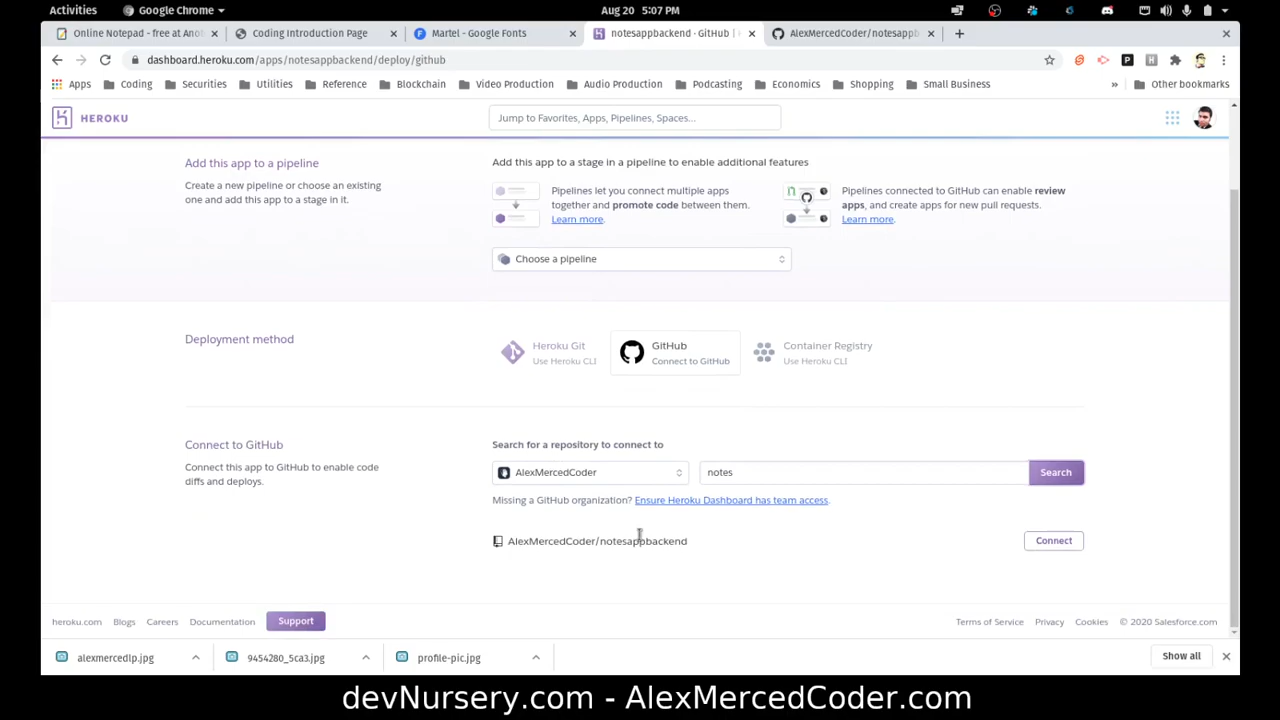 Activities
Google Chrome
Aug 20 5:07 PM
Online Notepad - free at Ano
Coding Introduction Page
Martel - Google Fonts
notesappbackend · GitHub |
AlexMercedCoder/notesappb
dashboard.heroku.com/apps/notesappbackend/deploy/github
Apps
Coding
Securities
Utilities
Reference
Blockchain
Video Production
Audio Production
Podcasting
Economics
Shopping
Small Business
»
Other bookmarks
HEROKU
Jump to Favorites, Apps, Pipelines, Spaces...
Add this app to a pipeline
Create a new pipeline or choose an existing
one and add this app to a stage in it.
Add this app to a stage in a pipeline to enable additional features
Pipelines let you connect multiple apps
together and promote code between them.
Learn more.
Pipelines connected to GitHub can enable review
apps, and create apps for new pull requests.
Learn more.
Choose a pipeline
Deployment method
Heroku Git
Use Heroku CLI
GitHub
Connect to GitHub
Container Registry
Use Heroku CLI
Connect to GitHub
Connect this app to GitHub to enable code
diffs and deploys.
Search for a repository to connect to
AlexMercedCoder
notes
Search
Missing a GitHub organization? Ensure Heroku Dashboard has team access.
AlexMercedCoder/notesappbackend
Connect
heroku.com
Blogs
Careers
Documentation
Support
Terms of Service
Privacy
Cookies
© 2020 Salesforce.com
alexmercedlp.jpg
9454280_5ca3.jpg
profile-pic.jpg
Show all
devNursery.com - AlexMercedCoder.com